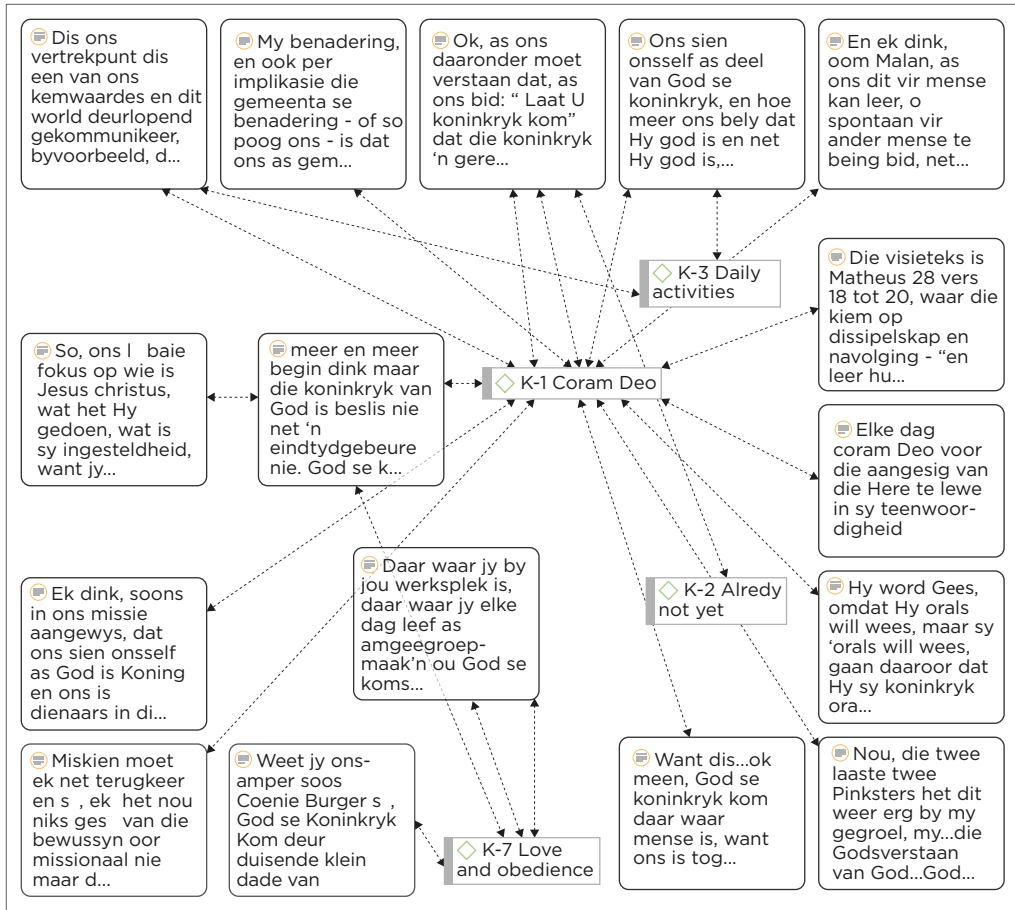 Dis ons
vertrekpunt dis
een van ons
kemwaardes en dit
world deurlopend
gekommunikeer,
byvoorbeeld, d...
My benadering,
en ook per
implikasie die
gemeenta se
benadering - of so
poog ons - is dat
ons as gem...
Ok, as ons
daaronder moet
verstaan dat, as
ons bid: “ Laat U
koninkryk kom”
dat die koninkryk
‘n gere...
Ons sien
onsself as deel
van God se
koninkryk, en hoe
meer ons bely dat
Hy god is en net
Hy god is,...
En ek dink,
oom Malan, as
ons dit vir mense
kan leer, o
spontaan vir
ander mense te
being bid, net...
K-3 Daily
activities
Die visieteks is
Matheus 28 vers
18 tot 20, waar die
kiem op
dissipelskap en
navolging - “en
leer hu...
So, ons l baie
fokus op wie is
Jesus christus,
wat het Hy
gedoen, wat is
sy ingesteldheid,
want jy...
meer en meer
begin dink maar
die koninkryk van
God is beslis nie
net ‘n
eindtydgebeure
nie. God se k...
K-1 Coram Deo
Elke dag
coram Deo voor
die aangesig van
die Here te lewe
in sy teenwoor-
digheid
Ek dink, soons
in ons missie
aangewys, dat
ons sien onsself
as God is Koning
en ons is
dienaars in di...
Daar waar jy by
jou werksplek is,
daar waar jy elke
dag leef as
amgeegroep-
maak’n ou God se
koms...
K-2 Alredy
not yet
Hy word Gees,
omdat Hy orals
will wees, maar sy
‘orals will wees,
gaan daaroor dat
Hy sy koninkryk
ora...
Miskien moet
ek net terugkeer
en s , ek het nou
niks ges van die
bewussyn oor
missionaal nie
maar d...
Weet jy ons-
amper soos
Coenie Burger s ,
God se Koninkryk
Kom deur
duisende klein
dade van
K-7 Love
and obedience
Want dis...ok
meen, God se
koninkryk kom
daar waar
mense is, want
ons is tog...
Nou, die twee
laaste twee
Pinksters het dit
weer erg by my
gegroel, my...die
Godsverstaan
van God...God...